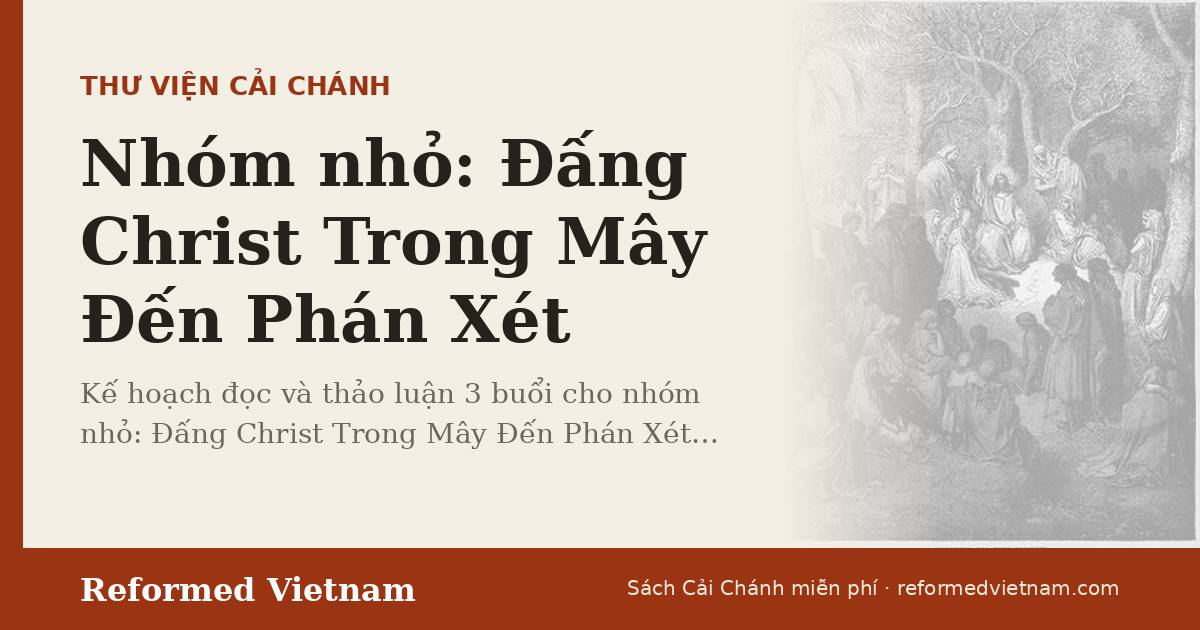 THƯ VIỆN CẢI CHÁNH
Nhóm nhỏ: Đấng
Christ Trong Mây
Đến Phán Xét
Kế hoạch đọc và thảo luận 3 buổi cho nhóm
nhỏ: Đấng Christ Trong Mây Đến Phán Xét...
Reformed Vietnam
Sách Cải Chánh miễn phí · reformedvietnam.com